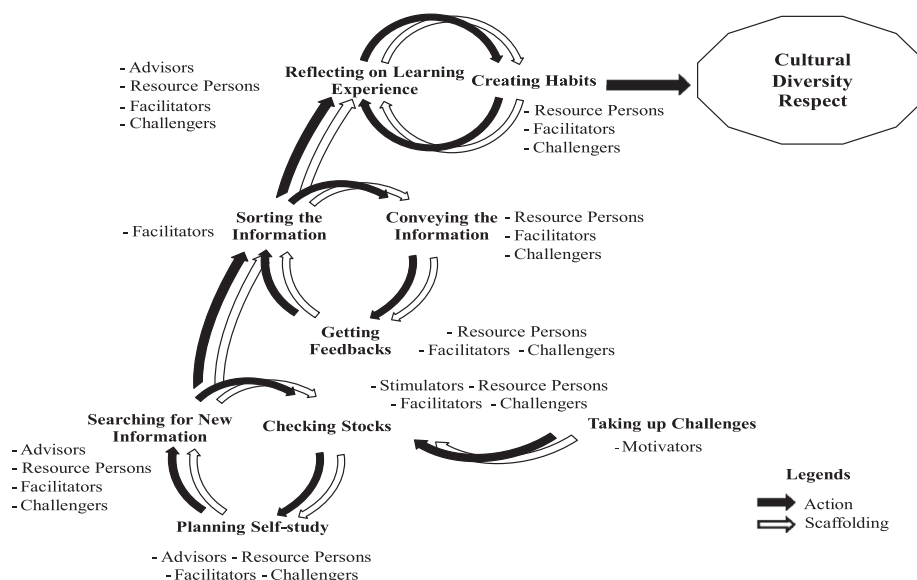 - Advisors
- Resource Persons
- Facilitators
- Challengers
Reflecting on Learning
Experience
Creating Habits
- Resource Persons
- Facilitators
- Challengers
Cultural
Diversity
Respect
- Facilitators
Sorting the
Information
Conveying the
Information
- Resource Persons
- Facilitators
- Challengers
Getting
Feedbacks
- Resource Persons
- Facilitators - Challengers
- Stimulators - Resource Persons
- Facilitators - Challengers
Searching for New
Information
- Advisors
- Resource Persons
- Facilitators
- Challengers
Checking Stocks
Taking up Challenges
- Motivators
Planning Self-study
- Advisors - Resource Persons
- Facilitators - Challengers
Legends
Action
Scaffolding